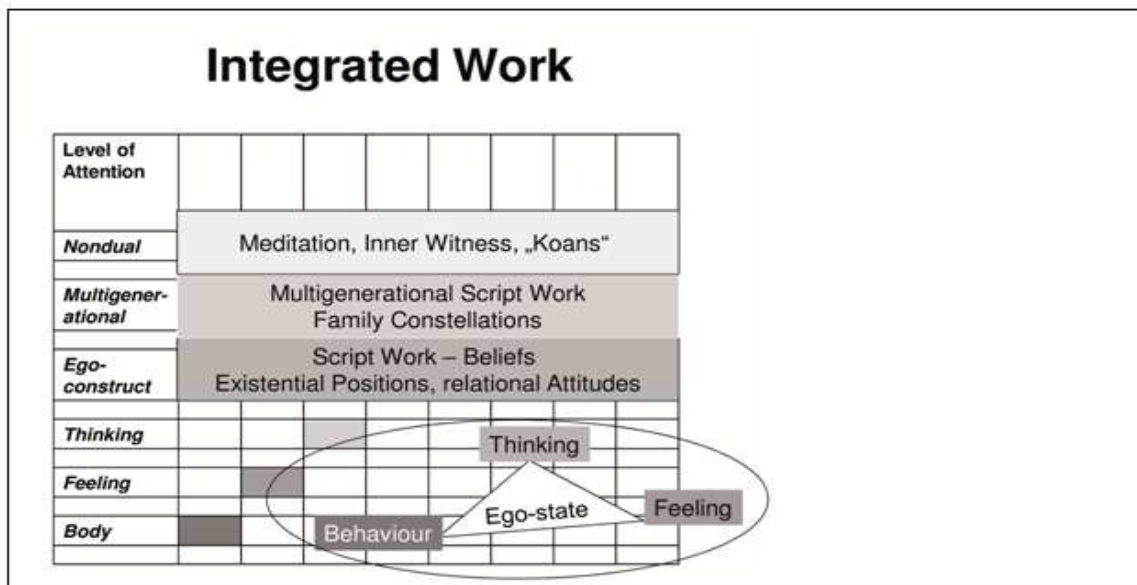 Integrated Work
Level of
Attention
Nondual
Meditation, Inner Witness, „Koans“
Multigener-
ational
Multigenerational Script Work
Family Constellations
Ego-
construct
Script Work – Beliefs
Existential Positions, relational Attitudes
Thinking
Thinking
Feeling
Feeling
Ego-state
Body
Behaviour